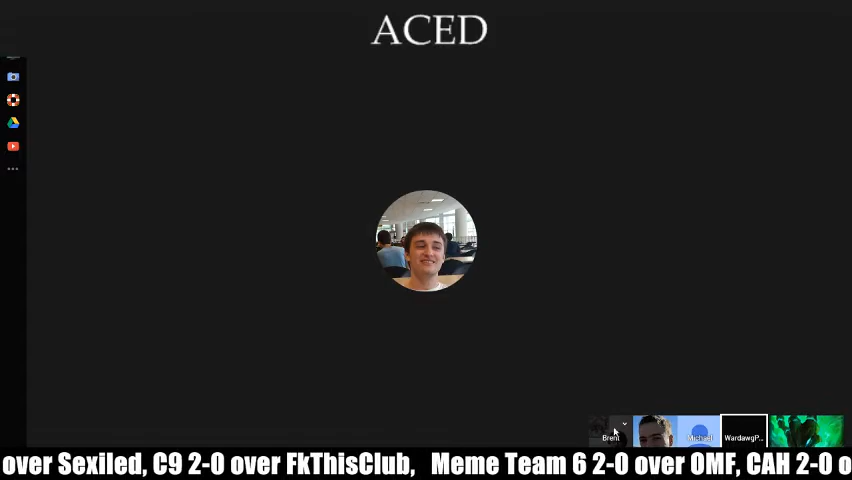 ACED
Brent
Michael
WardawgP...
over Sexiled, C9 2-0 over FkThisClub, Meme Team 6 2-0 over OMF, CAH 2-0 o